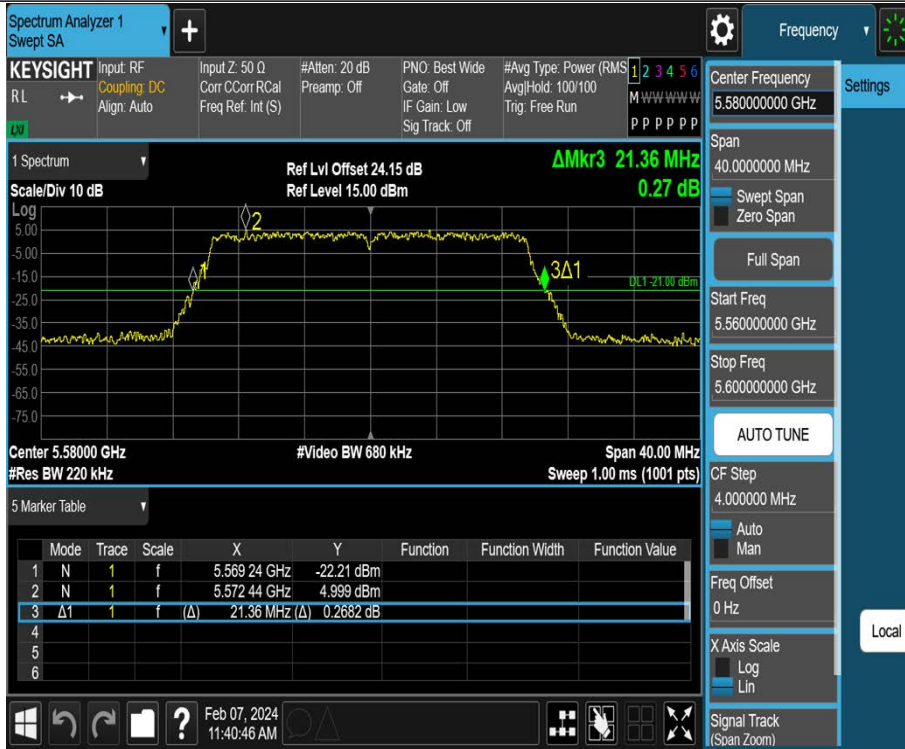 Spectrum Analyzer 1
Swept SA
Frequency
KEYSIGHT
RL
LXI
Input: RF
Coupling: DC
Align: Auto
Input Z: 50 Ω
Corr CCorr RCal
Freq Ref: Int (S)
#Atten: 20 dB
Preamp: Off
PNO: Best Wide
Gate: Off
IF Gain: Low
Sig Track: Off
#Avg Type: Power (RMS
Avg|Hold: 100/100
Trig: Free Run
1 2 3 4 5 6
M W W W W W
P P P P P P
1 Spectrum
Scale/Div 10 dB
Ref Lvl Offset 24.15 dB
Ref Level 15.00 dBm
ΔMkr3 21.36 MHz
0.27 dB
Log
5.00
-5.00
-15.0
-25.0
-35.0
-45.0
-55.0
-65.0
-75.0
2
1
3Δ1
DL1 -21.00 dBm
Center 5.58000 GHz
#Res BW 220 kHz
#Video BW 680 kHz
Span 40.00 MHz
Sweep 1.00 ms (1001 pts)
5 Marker Table
Mode Trace Scale X Y Function Function Width Function Value
1 N 1 f 5.569 24 GHz -22.21 dBm
2 N 1 f 5.572 44 GHz 4.999 dBm
3 Δ1 1 f (Δ) 21.36 MHz (Δ) 0.2682 dB
4
5
6
Feb 07, 2024
11:40:46 AM
?
Center Frequency
5.580000000 GHz
Settings
Span
40.0000000 MHz
Swept Span
Zero Span
Full Span
Start Freq
5.560000000 GHz
Stop Freq
5.600000000 GHz
AUTO TUNE
CF Step
4.000000 MHz
Auto
Man
Freq Offset
0 Hz
Local
X Axis Scale
Log
Lin
Signal Track
(Span Zoom)